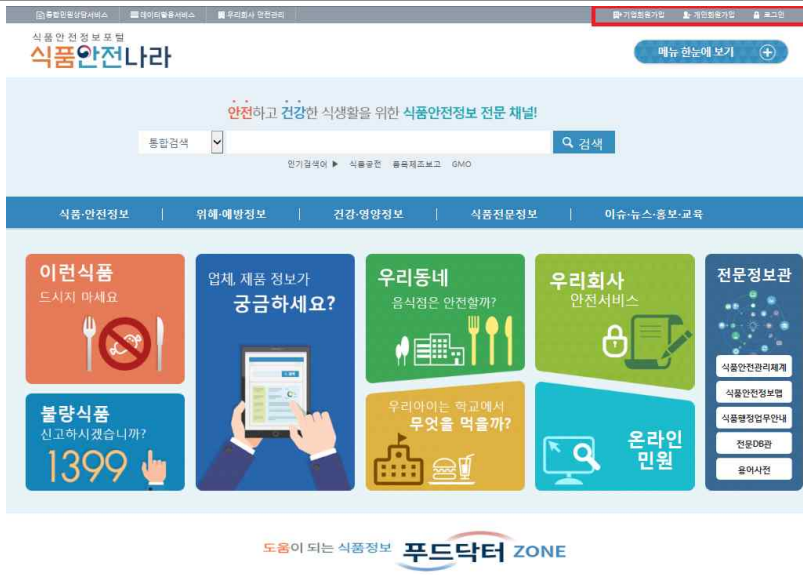 통합민원상담서비스 데이터활용서비스 우리회사 안전관리 기업회원가입 개인회원가입 로그인
식품안전정보포털
식품안전나라
메뉴 한눈에 보기
안전하고 건강한 식생활을 위한 식품안전정보 전문 채널!
통합검색 검색
인기검색어 ▶ 식품공전 품목제조보고 GMO
식품·안전정보 | 위해·예방정보 | 건강·영양정보 | 식품전문정보 | 이슈·뉴스·홍보·교육
이런식품
드시지 마세요
불량식품
신고하시겠습니까?
1399
업체, 제품 정보가
궁금하세요?
우리동네
음식점은 안전할까?
우리아이는 학교에서
무엇을 먹을까?
우리회사
안전서비스
온라인
민원
전문정보관
식품안전관리체계
식품안전정보맵
식품행정업무안내
전문DB관
용어사전
도움이 되는 식품정보 푸드닥터 ZONE